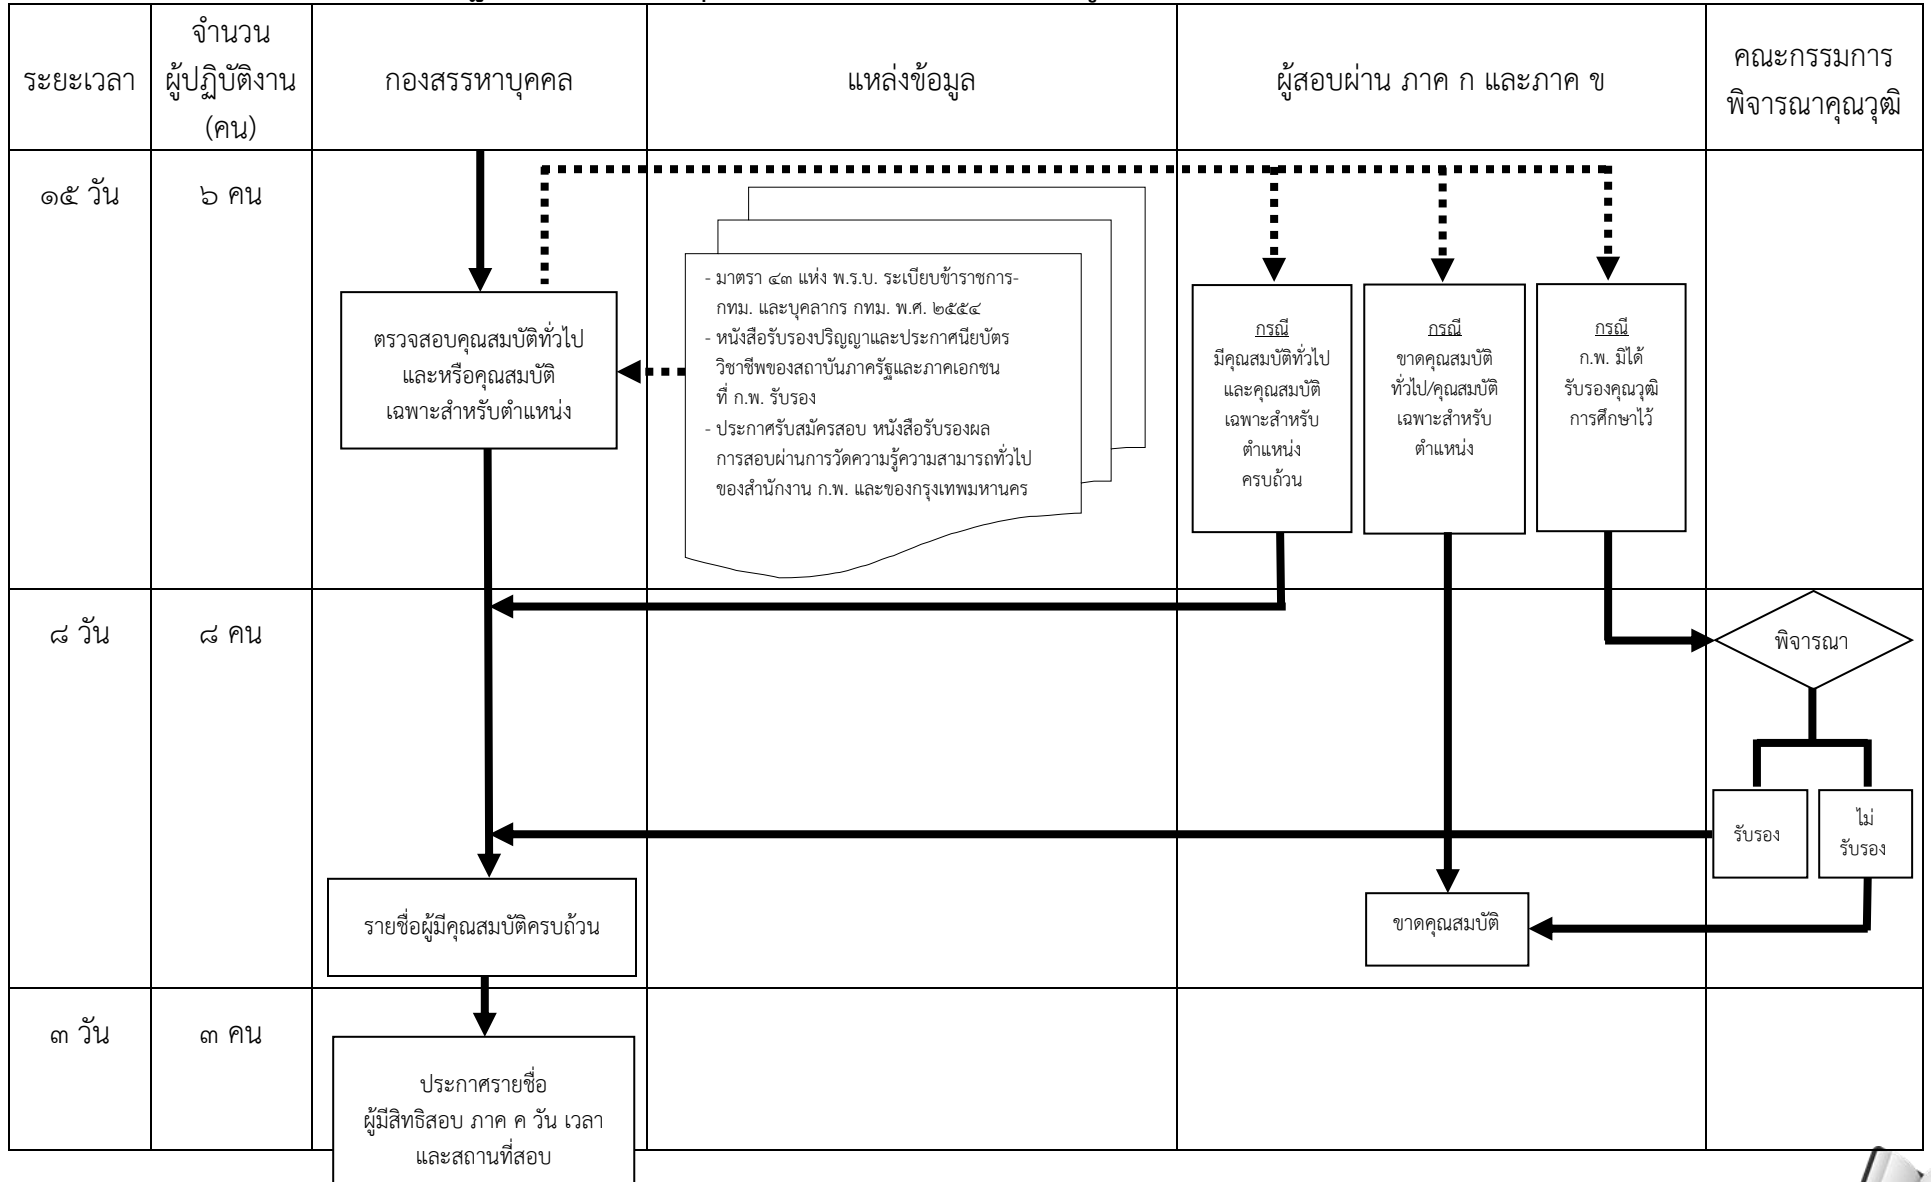 ระยะเวลา
จำนวน
ผู้ปฏิบัติงาน
(คน)
กองสรรหาบุคคล
แหล่งข้อมูล
ผู้สอบผ่าน ภาค ก และภาค ข
คณะกรรมการ
พิจารณาคุณวุฒิ
๑๕ วัน
๖ คน
ตรวจสอบคุณสมบัติทั่วไป
และหรือคุณสมบัติ
เฉพาะสำหรับตำแหน่ง
- มาตรา ๔๓ แห่ง พ.ร.บ. ระเบียบข้าราชการ-
กทม. และบุคลากร กทม. พ.ศ. ๒๕๕๔
- หนังสือรับรองปริญญาและประกาศนียบัตร
วิชาชีพของสถาบันภาครัฐและภาคเอกชน
ที่ ก.พ. รับรอง
- ประกาศรับสมัครสอบ หนังสือรับรองผล
การสอบผ่านการวัดความรู้ความสามารถทั่วไป
ของสำนักงาน ก.พ. และของกรุงเทพมหานคร
กรณี
มีคุณสมบัติทั่วไป
และคุณสมบัติ
เฉพาะสำหรับ
ตำแหน่ง
ครบถ้วน
กรณี
ขาดคุณสมบัติ
ทั่วไป/คุณสมบัติ
เฉพาะสำหรับ
ตำแหน่ง
กรณี
ก.พ. มิได้
รับรองคุณวุฒิ
การศึกษาไว้
๘ วัน
๘ คน
พิจารณา
รับรอง
ไม่
รับรอง
รายชื่อผู้มีคุณสมบัติครบถ้วน
ขาดคุณสมบัติ
๓ วัน
๓ คน
ประกาศรายชื่อ
ผู้มีสิทธิสอบ ภาค ค วัน เวลา
และสถานที่สอบ